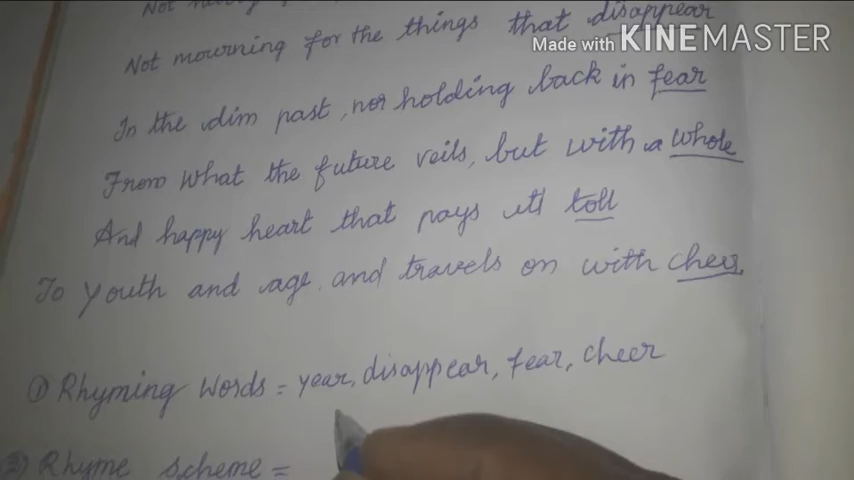 Not
Not mourning for the things that disappear
Made with KINEMASTER
In the dim past, nor holding back in fear
From what the future veils, but with a whole
And happy heart that pays its toll
To youth and age, and travels on with cheer.
① Rhyming words = year, disappear, fear, cheer
② Rhyme scheme =